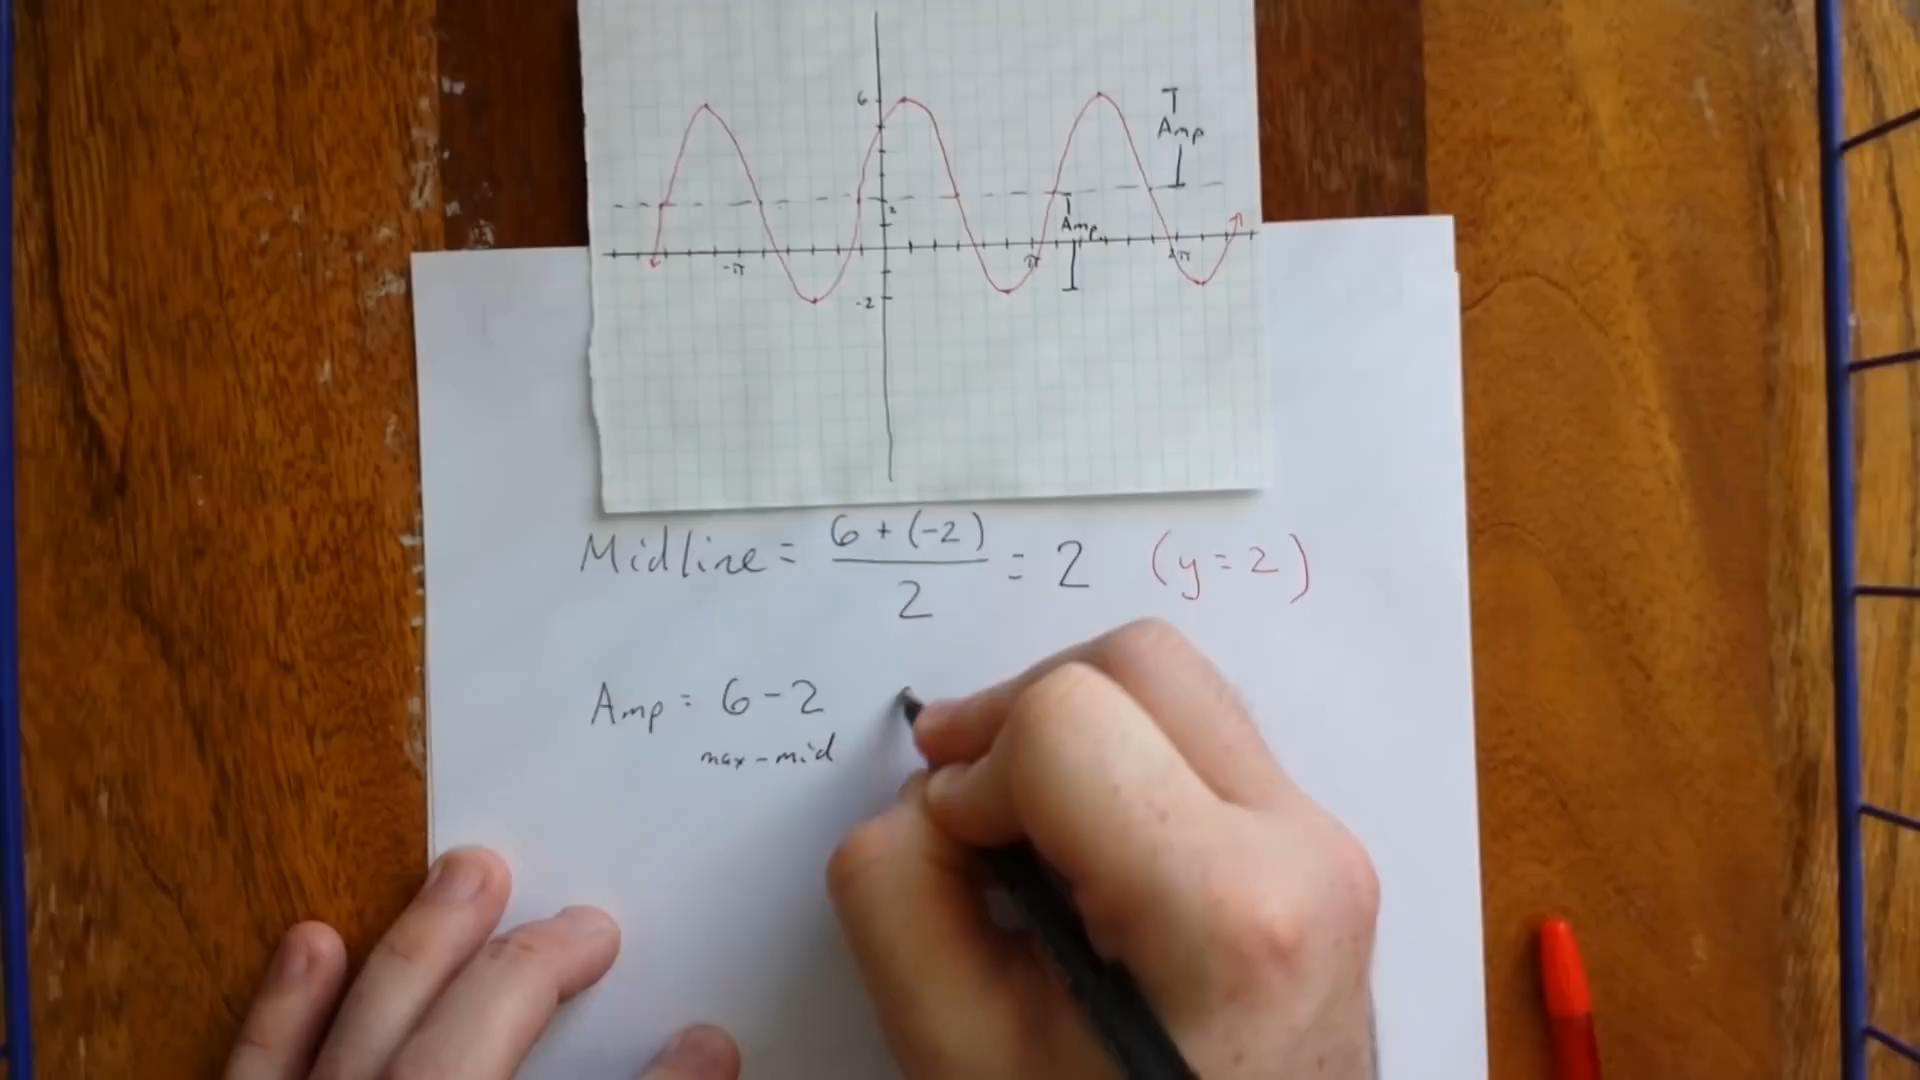 6
Amp
2
Amp
-π
π
2π
-2
Midline = 6 + (-2) / 2 = 2 (y = 2)
Amp = 6 - 2
max - mid